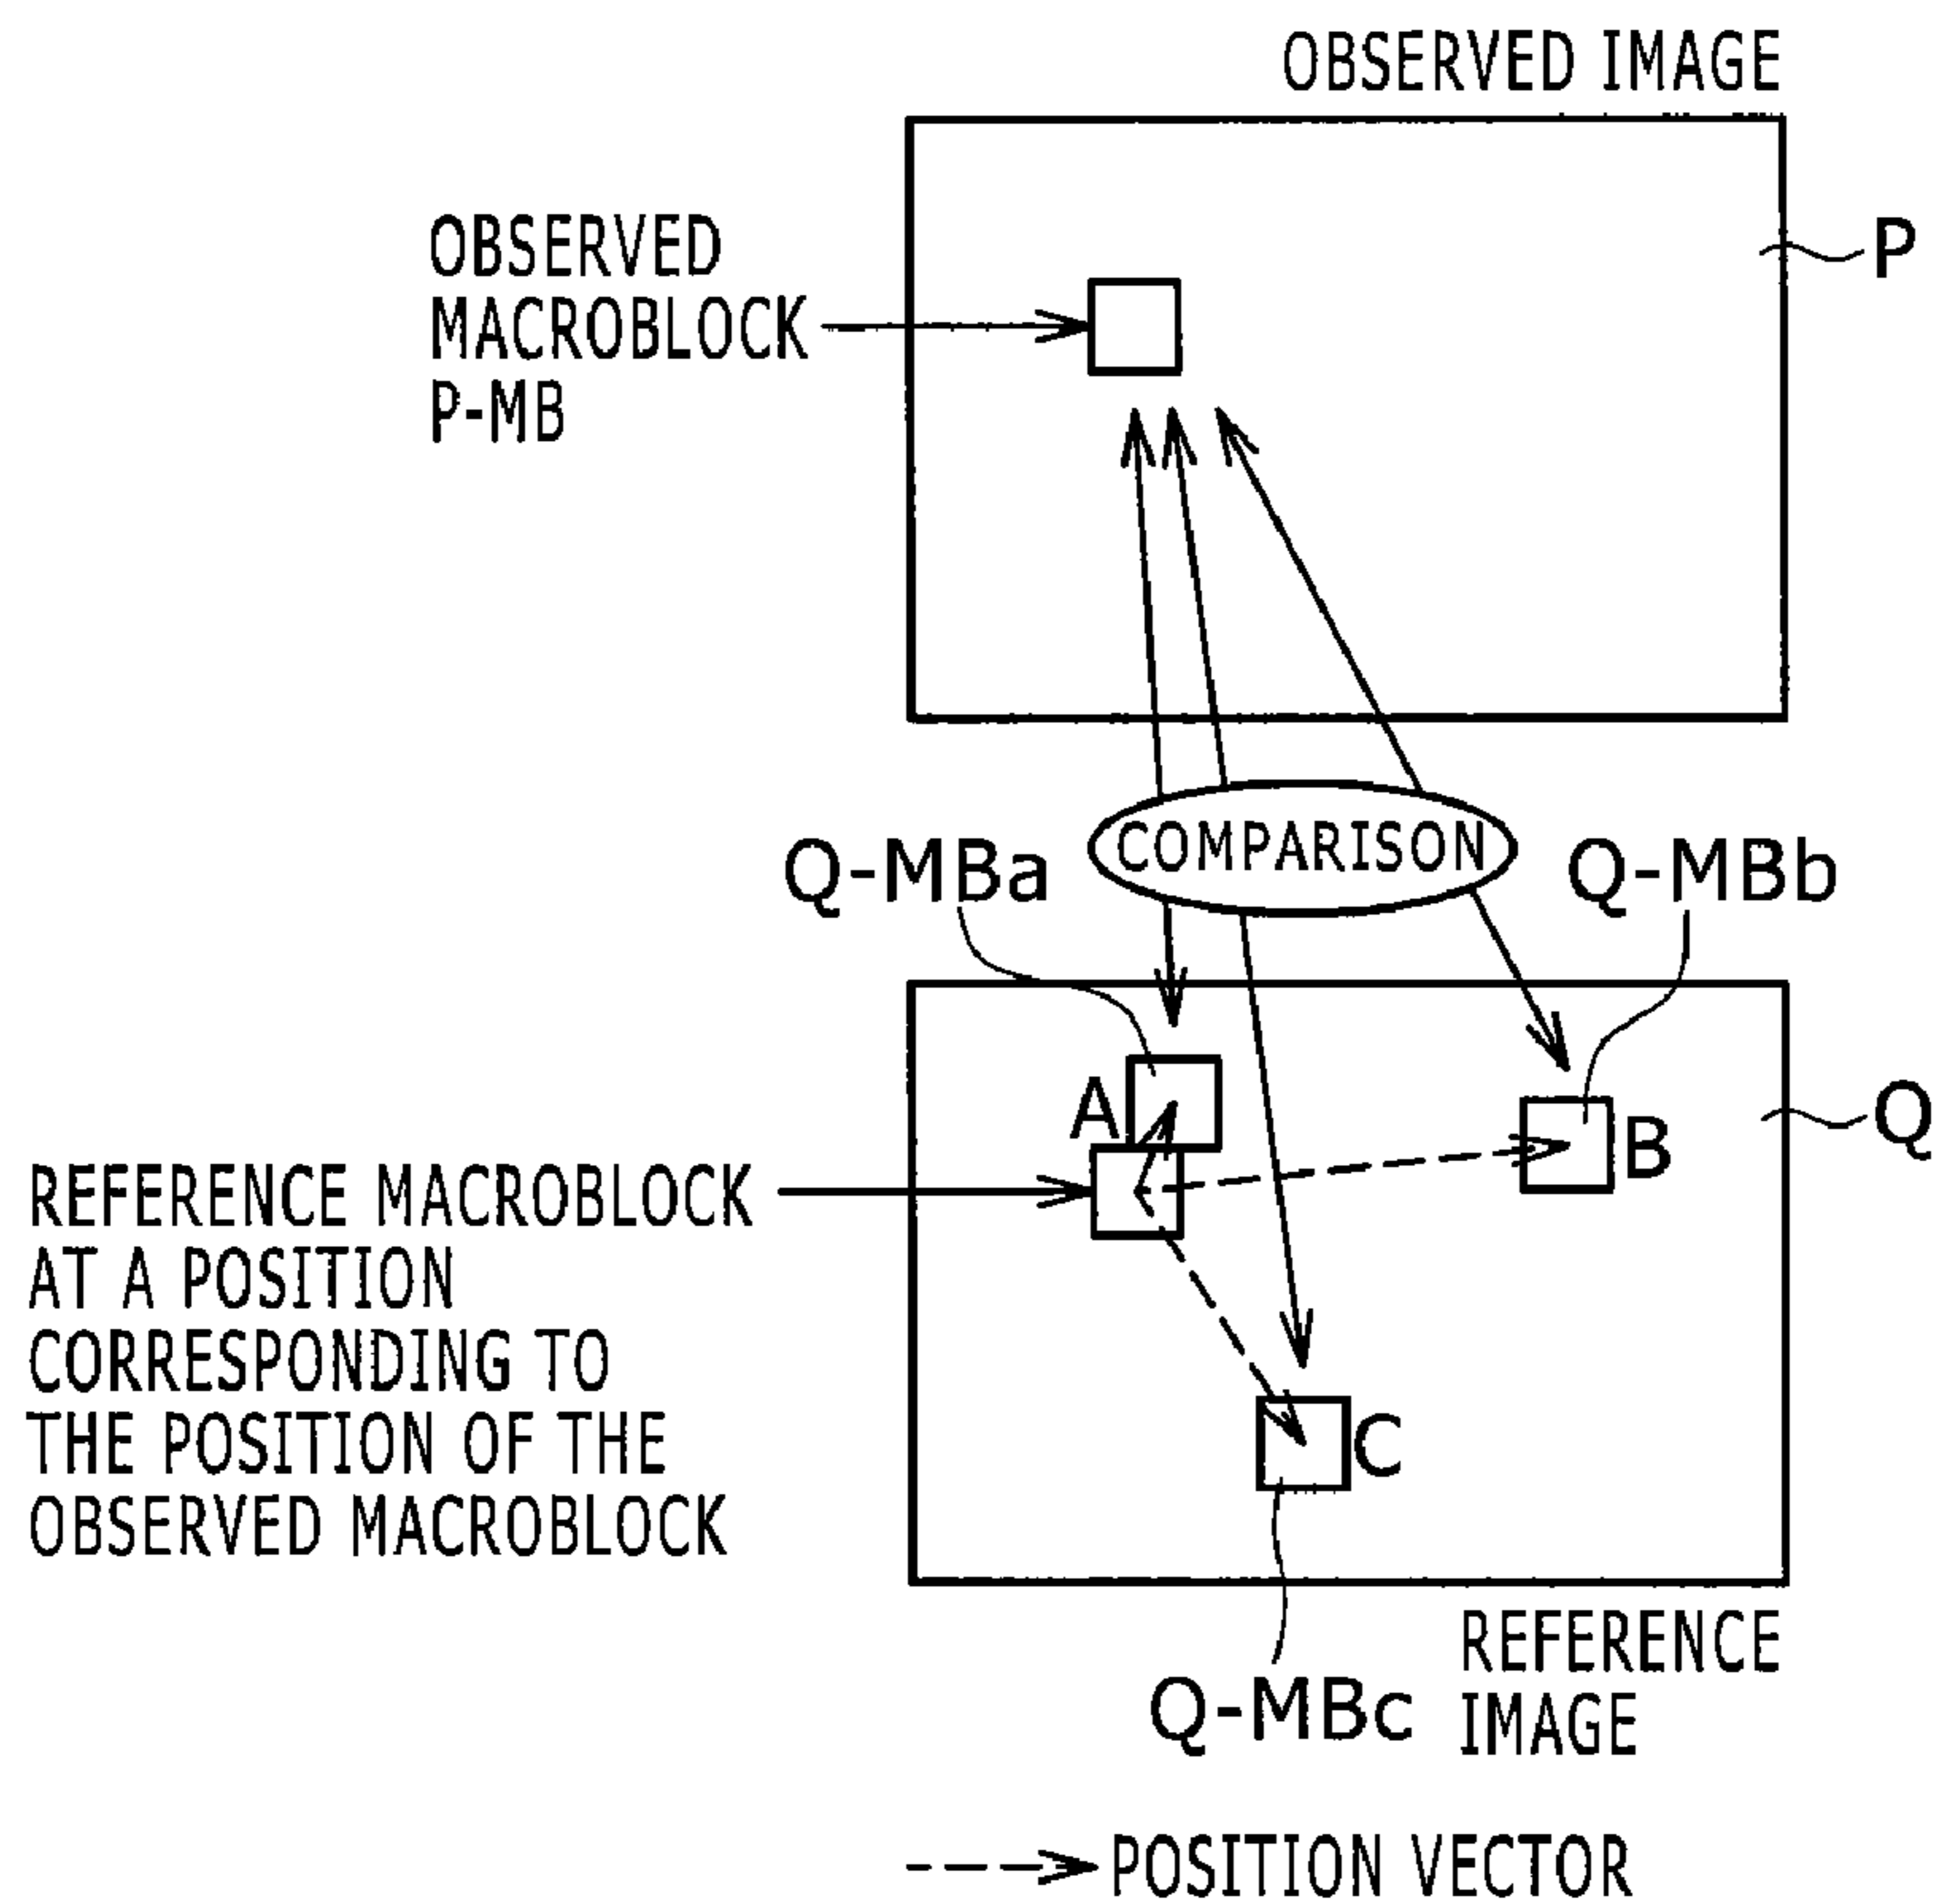 OBSERVED IMAGE
P
OBSERVED
MACROBLOCK
P-MB
COMPARISON
Q-MBa
Q-MBb
A
B
Q
REFERENCE MACROBLOCK
AT A POSITION
CORRESPONDING TO
THE POSITION OF THE
OBSERVED MACROBLOCK
C
Q-MBc
REFERENCE
IMAGE
POSITION VECTOR